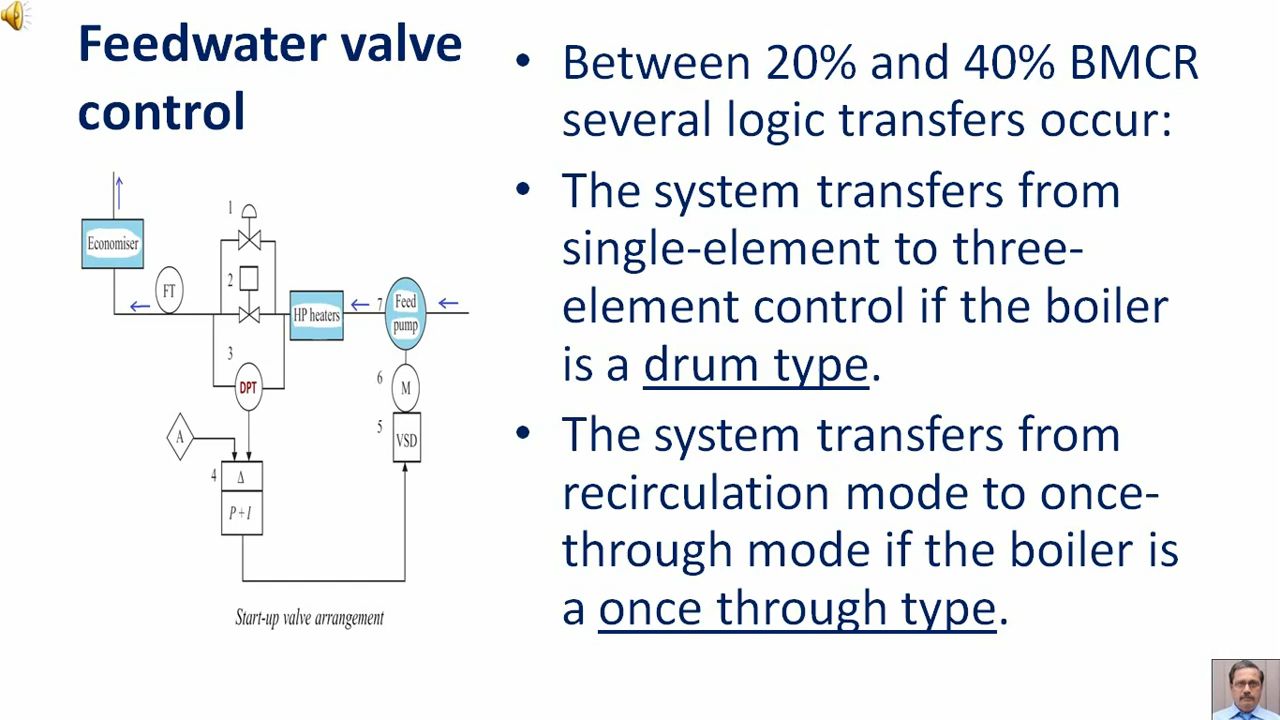 Feedwater valve
control
• Between 20% and 40% BMCR
several logic transfers occur:
• The system transfers from
single-element to three-
element control if the boiler
is a drum type.
• The system transfers from
recirculation mode to once-
through mode if the boiler is
a once through type.
1
Economiser
2
FT
7
Feed
pump
HP heaters
3
DPT
6
M
A
5
VSD
4
Δ
P+I
Start-up valve arrangement